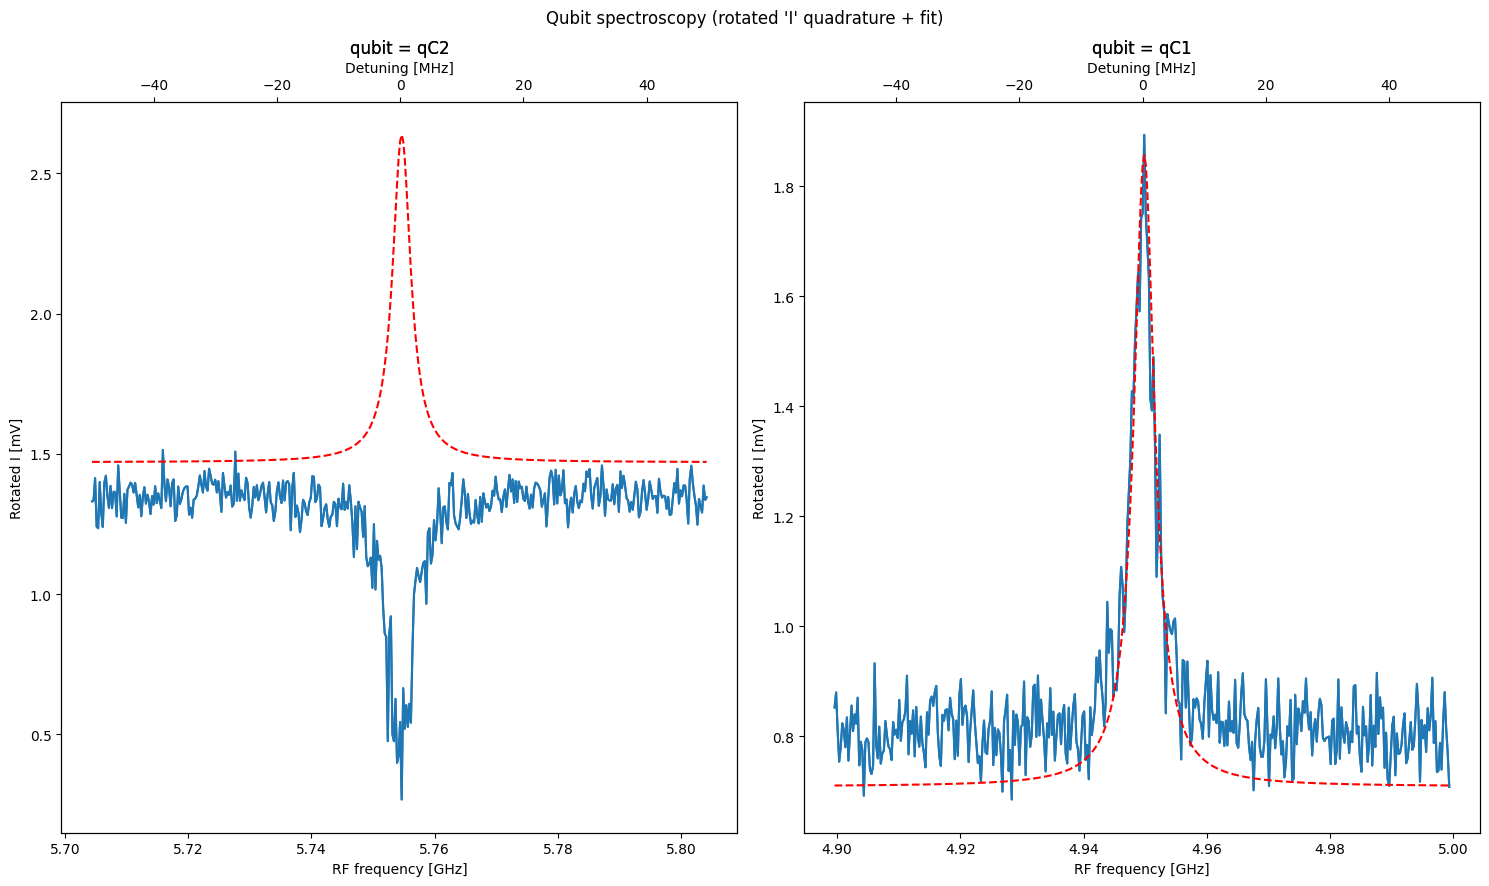 Qubit spectroscopy (rotated 'I' quadrature + fit)
qubit = qC2
Detuning [MHz]
−40 −20 0 20 40
2.5
2.0
1.5
1.0
0.5
Rotated I [mV]
5.70 5.72 5.74 5.76 5.78 5.80
RF frequency [GHz]
qubit = qC1
Detuning [MHz]
−40 −20 0 20 40
1.8
1.6
1.4
1.2
1.0
0.8
Rotated I [mV]
4.90 4.92 4.94 4.96 4.98 5.00
RF frequency [GHz]